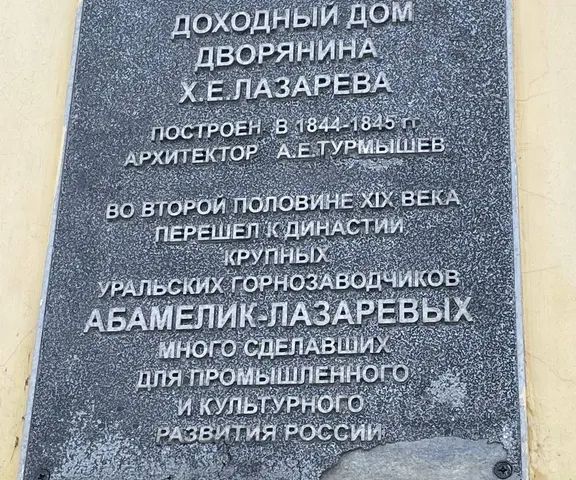 ДОХОДНЫЙ ДОМ
ДВОРЯНИНА
Х.Е.ЛАЗАРЕВА
ПОСТРОЕН В 1844-1845 гг.
АРХИТЕКТОР А.Е.ТУРМЫШЕВ
ВО ВТОРОЙ ПОЛОВИНЕ XIX ВЕКА
ПЕРЕШЕЛ К ДИНАСТИИ
КРУПНЫХ
УРАЛЬСКИХ ГОРНОЗАВОДЧИКОВ
АБАМЕЛИК-ЛАЗАРЕВЫХ
МНОГО СДЕЛАВШИХ
ДЛЯ ПРОМЫШЛЕННОГО
И КУЛЬТУРНОГО
РАЗВИТИЯ РОССИИ